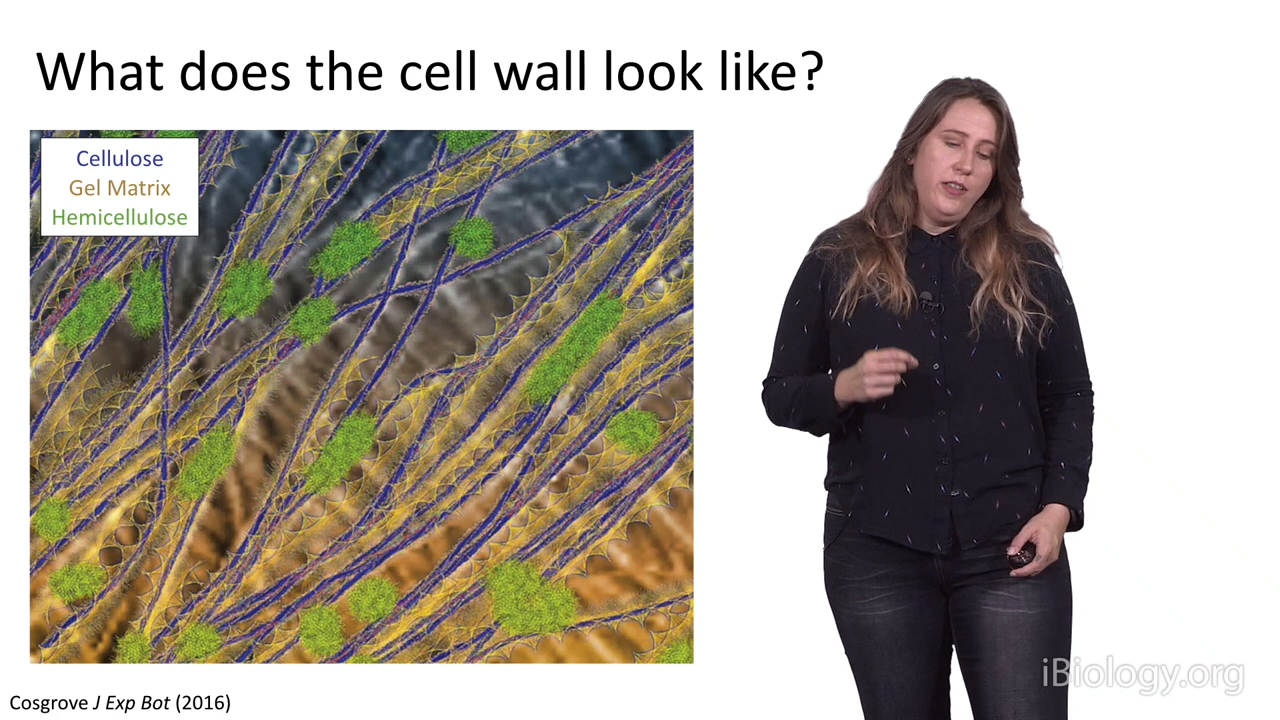 What does the cell wall look like?
Cellulose
Gel Matrix
Hemicellulose
Cosgrove J Exp Bot (2016)
iBiology.org